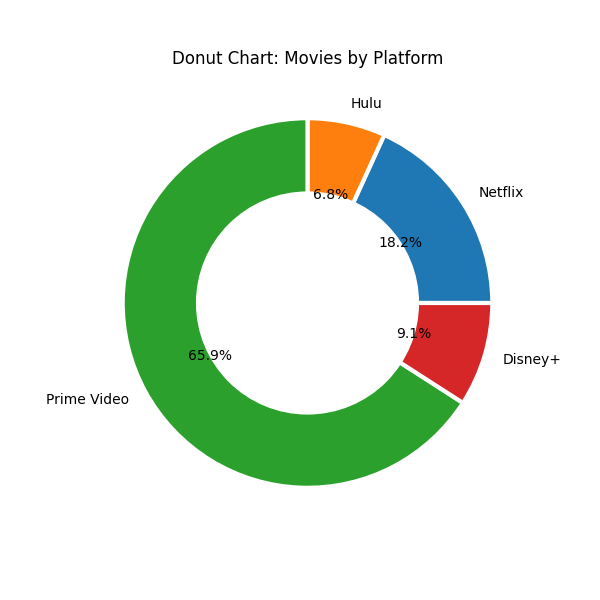 Donut Chart: Movies by Platform
Hulu
6.8%
Netflix
18.2%
9.1%
Disney+
65.9%
Prime Video